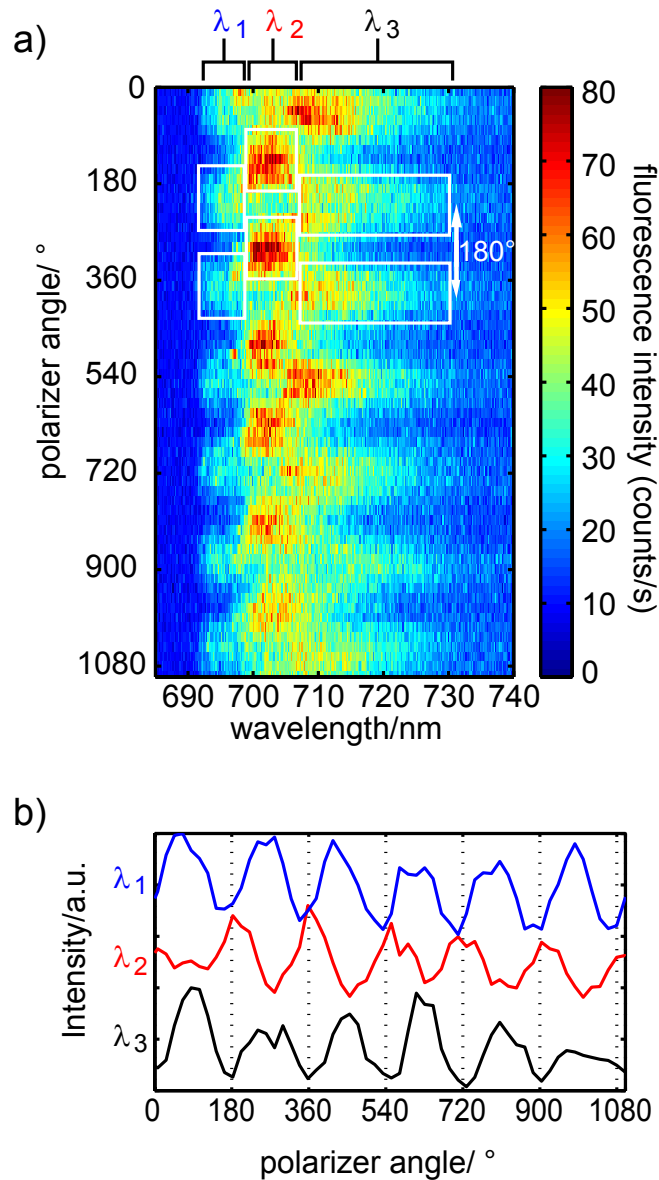 a)
λ1 λ2 λ3
0
180
360
540
720
900
1080
polarizer angle/ °
690 700 710 720 730 740
wavelength/nm
180°
80
70
60
50
40
30
20
10
0
fluorescence intensity (counts/s)
b)
λ1
λ2
λ3
Intensity/a.u.
0 180 360 540 720 900 1080
polarizer angle/ °